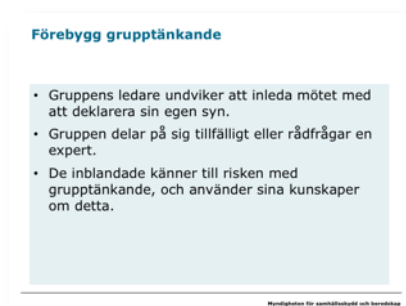 Förebygg grupptänkande
• Gruppens ledare undviker att inleda mötet med
att deklarera sin egen syn.
• Gruppen delar på sig tillfälligt eller rådfrågar en
expert.
• De inblandade känner till risken med
grupptänkande, och använder sina kunskaper
om detta.
Myndigheten för samhällsskydd och beredskap